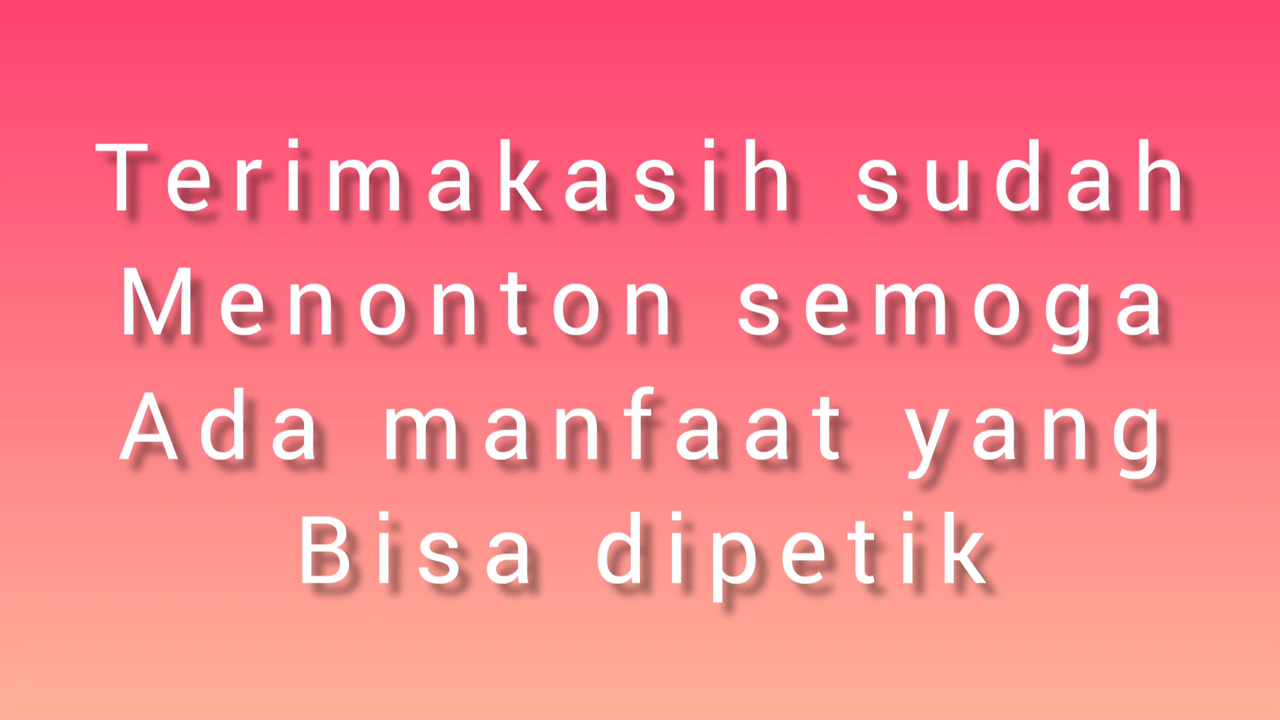 Terimakasih sudah
Menonton semoga
Ada manfaat yang
Bisa dipetik